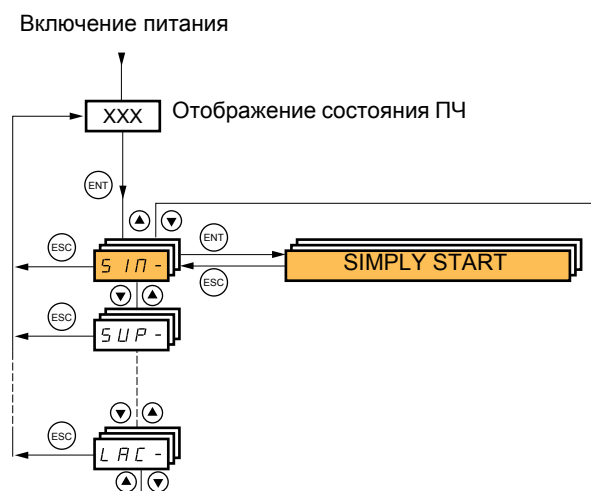 Включение питания
XXX Отображение состояния ПЧ
ENT
ESC ENT
SIM- SIMPLY START
ESC
ESC
SUP-
ESC
LAC-